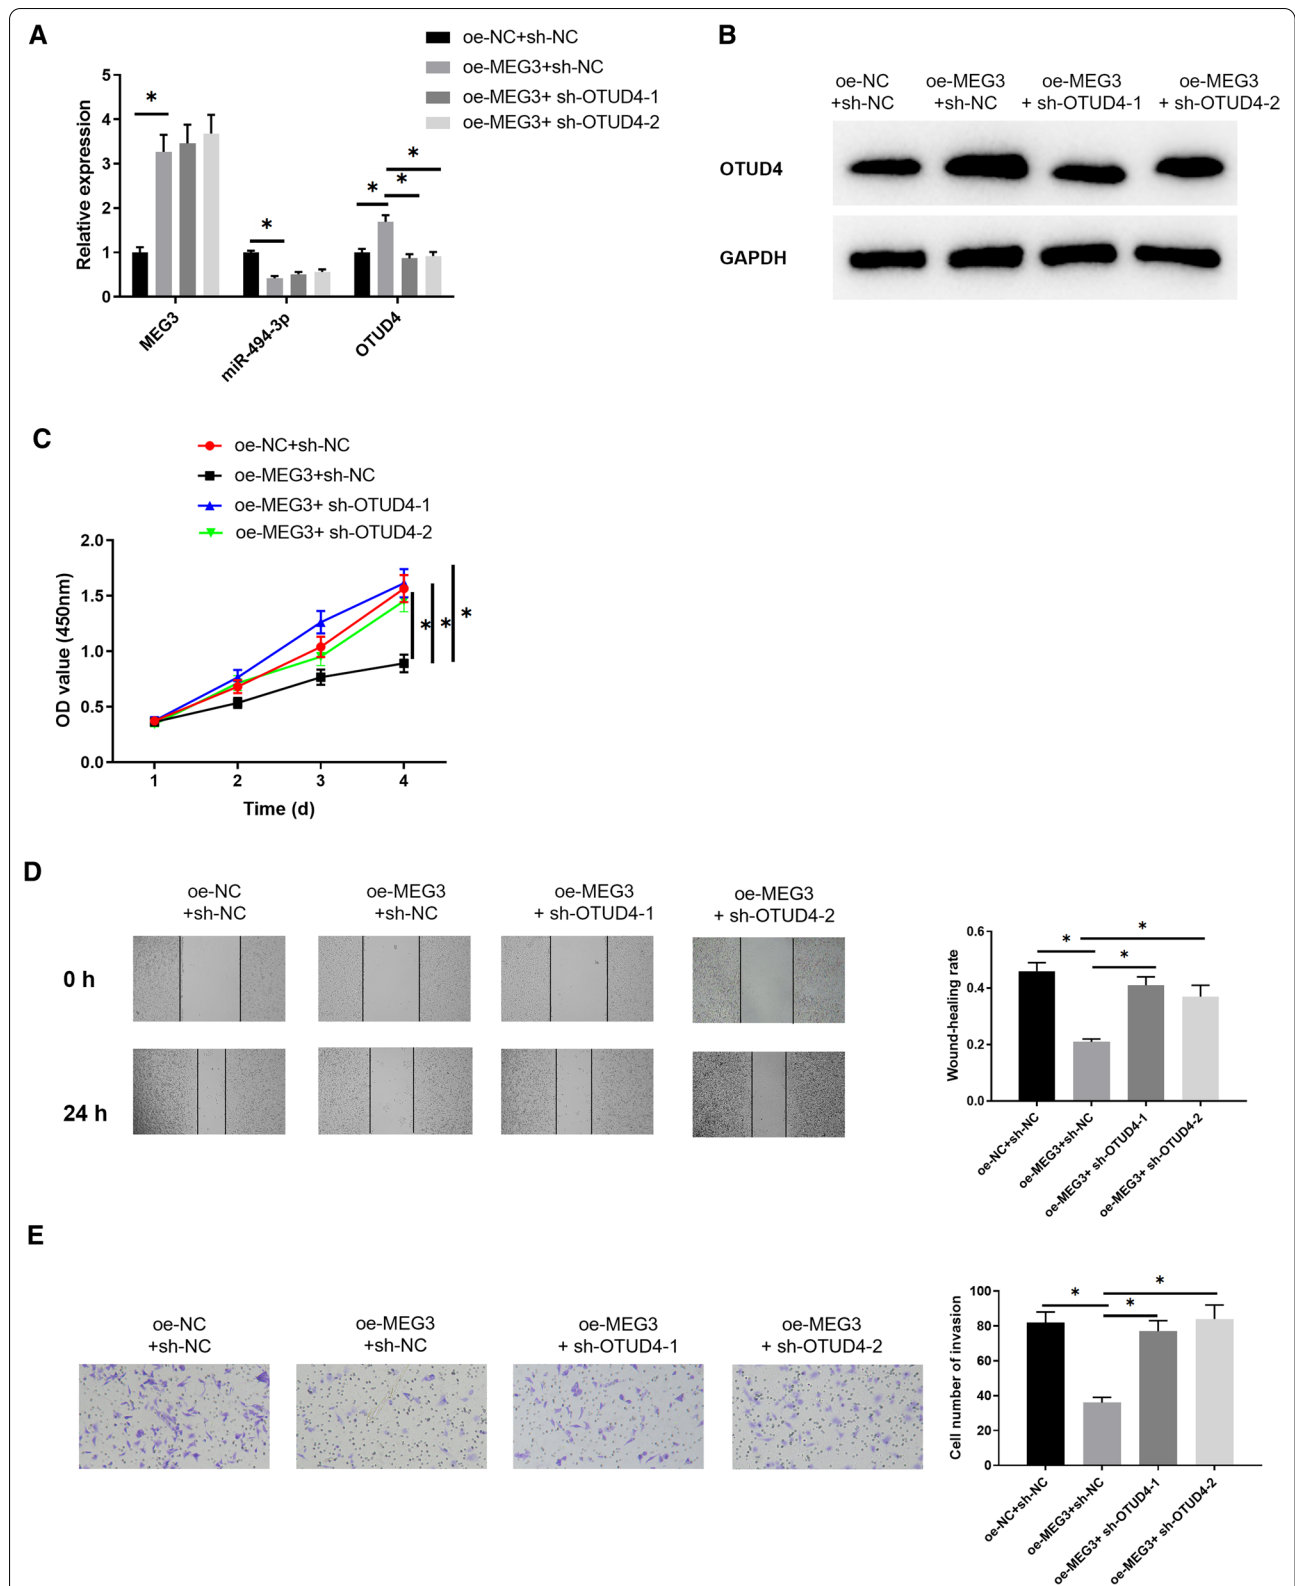 A
oe-NC+sh-NC
oe-MEG3+sh-NC
oe-MEG3+ sh-OTUD4-1
oe-MEG3+ sh-OTUD4-2
Relative expression
5
4
3
2
1
0
*
*
*
*
*
MEG3
miR-494-3p
OTUD4
B
oe-NC
+sh-NC
oe-MEG3
+sh-NC
oe-MEG3
+ sh-OTUD4-1
oe-MEG3
+ sh-OTUD4-2
OTUD4
GAPDH
C
oe-NC+sh-NC
oe-MEG3+sh-NC
oe-MEG3+ sh-OTUD4-1
oe-MEG3+ sh-OTUD4-2
OD value (450nm)
2.0
1.5
1.0
0.5
0.0
*
*
*
1
2
3
4
Time (d)
D
oe-NC
+sh-NC
oe-MEG3
+sh-NC
oe-MEG3
+ sh-OTUD4-1
oe-MEG3
+ sh-OTUD4-2
0 h
24 h
Wound-healing rate
0.6
0.4
0.2
0.0
*
*
*
oe-NC+sh-NC
oe-MEG3+sh-NC
oe-MEG3+ sh-OTUD4-1
oe-MEG3+ sh-OTUD4-2
E
oe-NC
+sh-NC
oe-MEG3
+sh-NC
oe-MEG3
+ sh-OTUD4-1
oe-MEG3
+ sh-OTUD4-2
Cell number of invasion
100
80
60
40
20
0
*
*
*
oe-NC+sh-NC
oe-MEG3+sh-NC
oe-MEG3+ sh-OTUD4-1
oe-MEG3+ sh-OTUD4-2